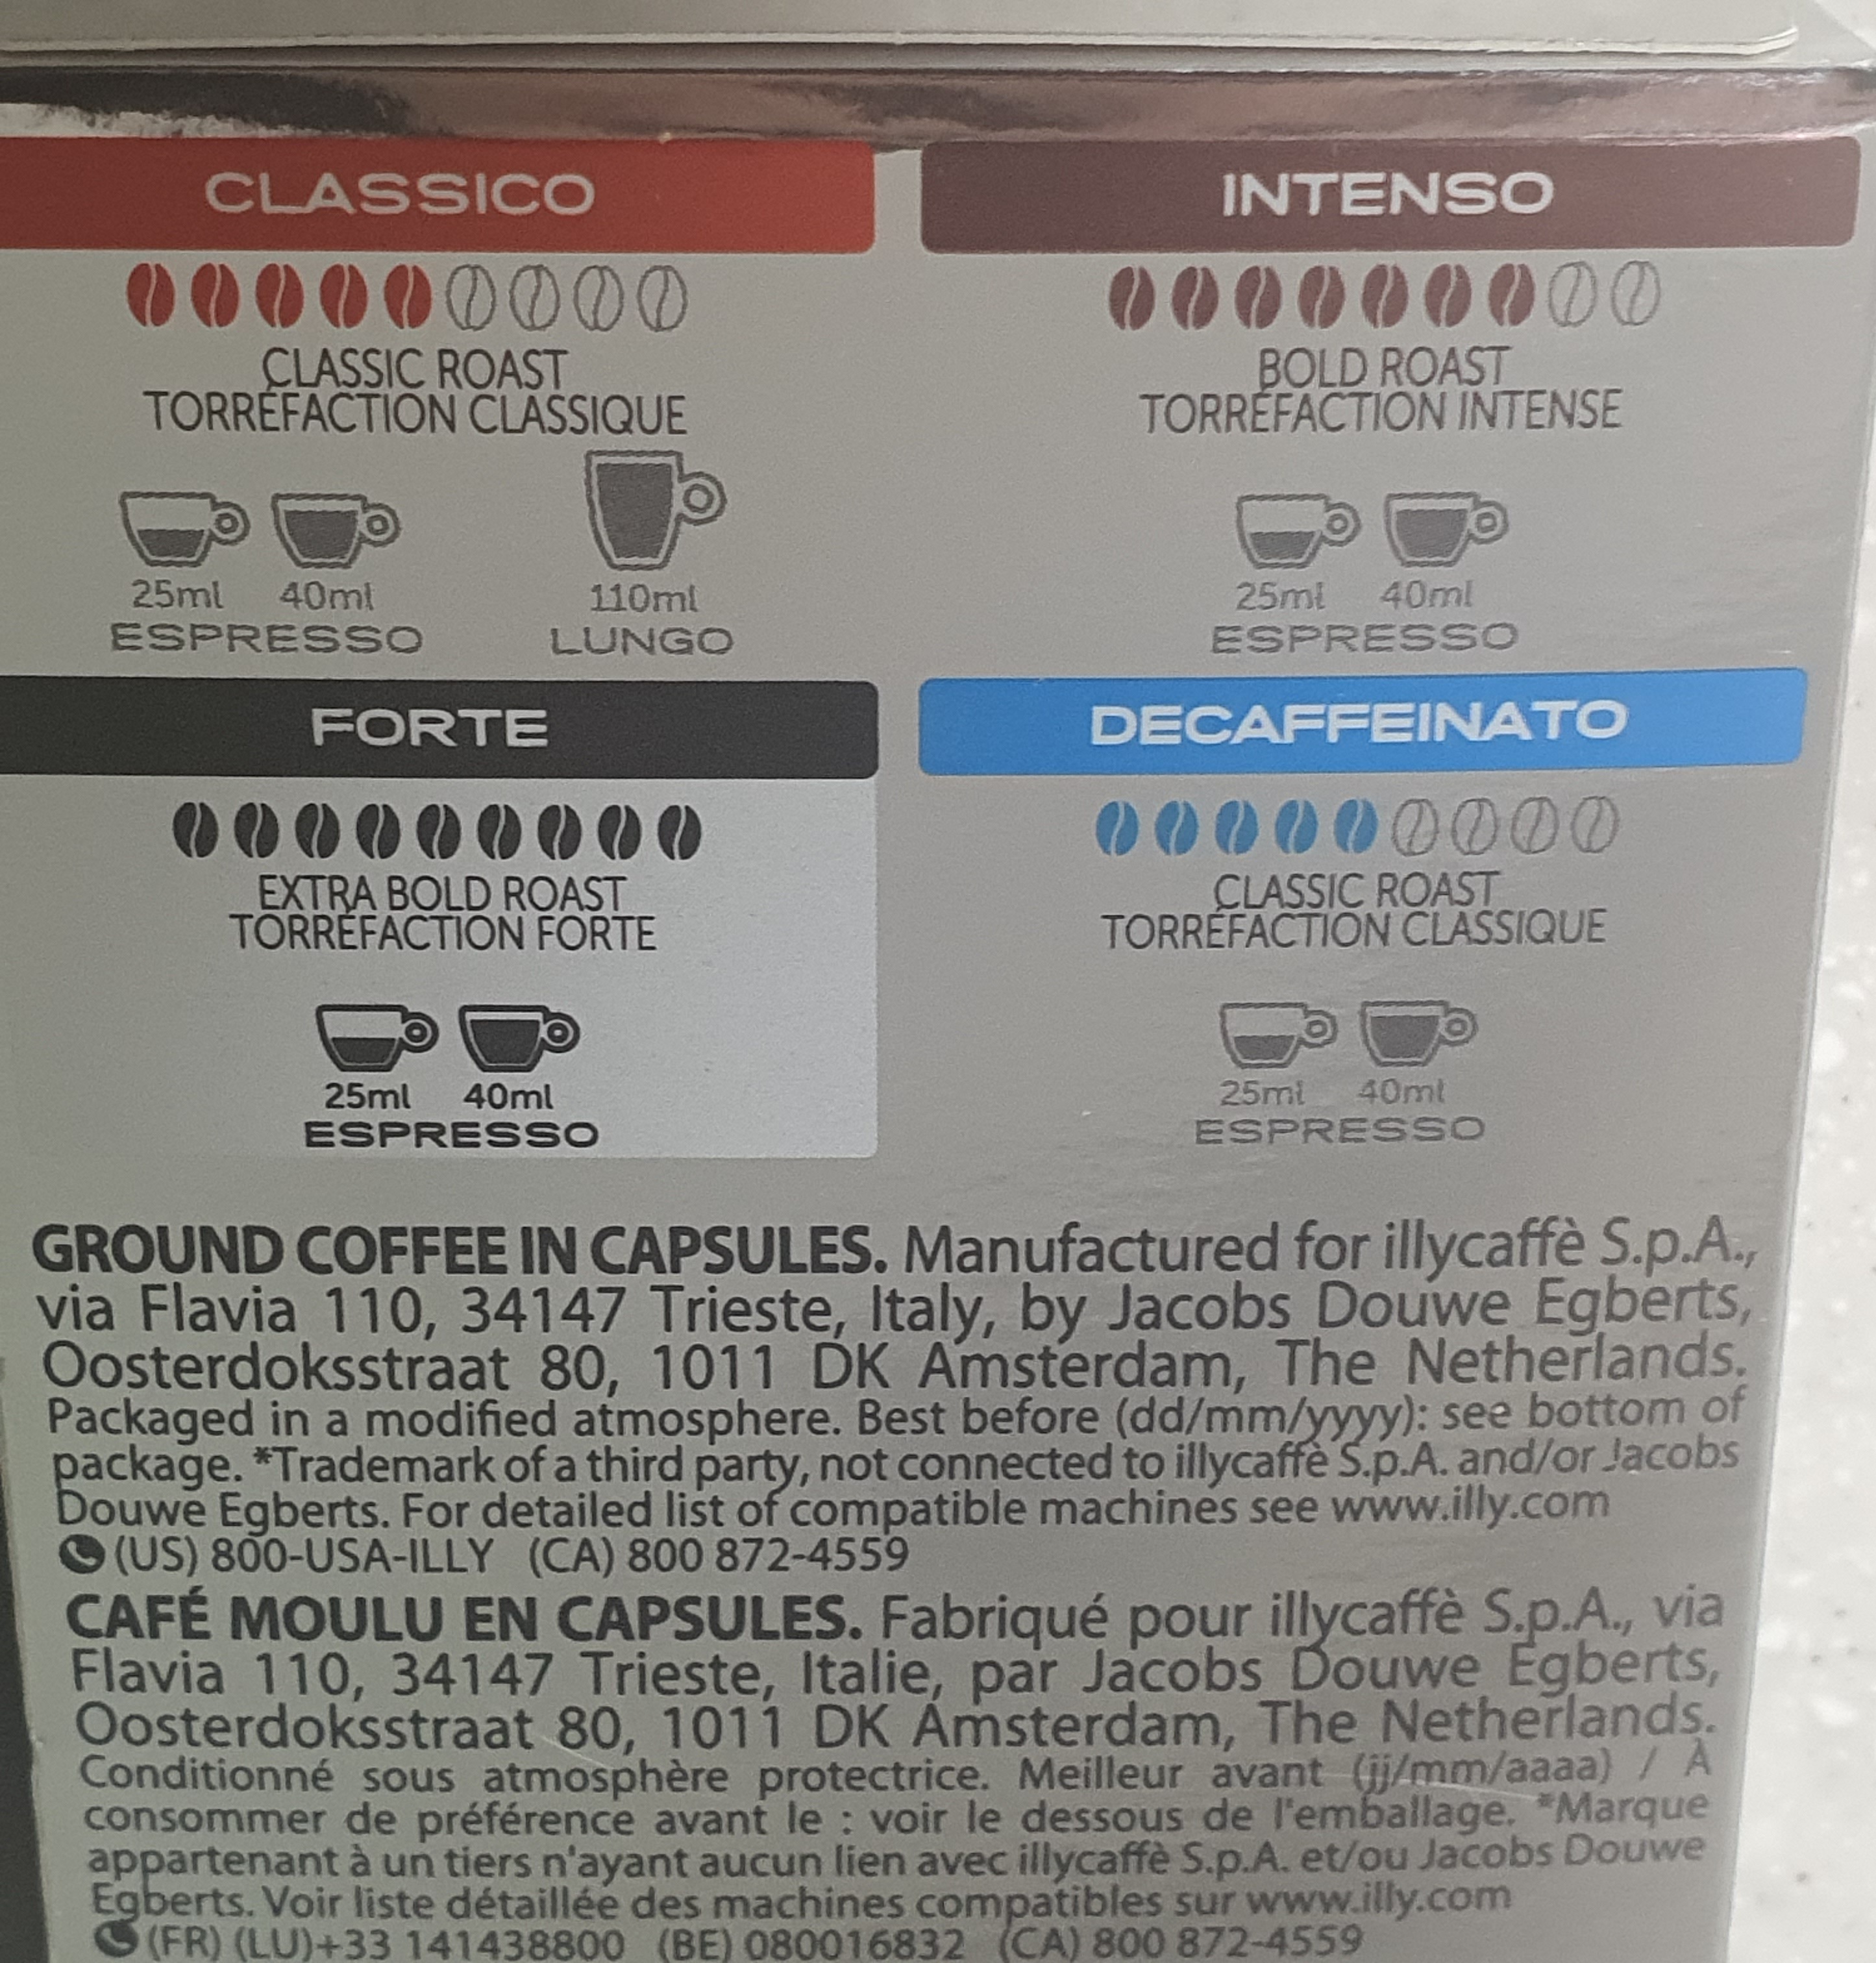 CLASSICO
CLASSIC ROAST
TORRÉFACTION CLASSIQUE
25ml 40ml 110ml
ESPRESSO LUNGO
INTENSO
BOLD ROAST
TORRÉFACTION INTENSE
25ml 40ml
ESPRESSO
FORTE
EXTRA BOLD ROAST
TORRÉFACTION FORTE
25ml 40ml
ESPRESSO
DECAFFEINATO
CLASSIC ROAST
TORRÉFACTION CLASSIQUE
25ml 40ml
ESPRESSO
GROUND COFFEE IN CAPSULES. Manufactured for illycaffè S.p.A.,
via Flavia 110, 34147 Trieste, Italy, by Jacobs Douwe Egberts,
Oosterdoksstraat 80, 1011 DK Amsterdam, The Netherlands.
Packaged in a modified atmosphere. Best before (dd/mm/yyyy): see bottom of
package. *Trademark of a third party, not connected to illycaffè S.p.A. and/or Jacobs
Douwe Egberts. For detailed list of compatible machines see www.illy.com
(US) 800-USA-ILLY (CA) 800 872-4559
CAFÉ MOULU EN CAPSULES. Fabriqué pour illycaffè S.p.A., via
Flavia 110, 34147 Trieste, Italie, par Jacobs Douwe Egberts,
Oosterdoksstraat 80, 1011 DK Amsterdam, The Netherlands.
Conditionné sous atmosphère protectrice. Meilleur avant (jj/mm/aaaa) / À
consommer de préférence avant le : voir le dessous de l'emballage. *Marque
appartenant à un tiers n'ayant aucun lien avec illycaffè S.p.A. et/ou Jacobs Douwe
Egberts. Voir liste détaillée des machines compatibles sur www.illy.com
(FR) (LU)+33 141438800 (BE) 080016832 (CA) 800 872-4559